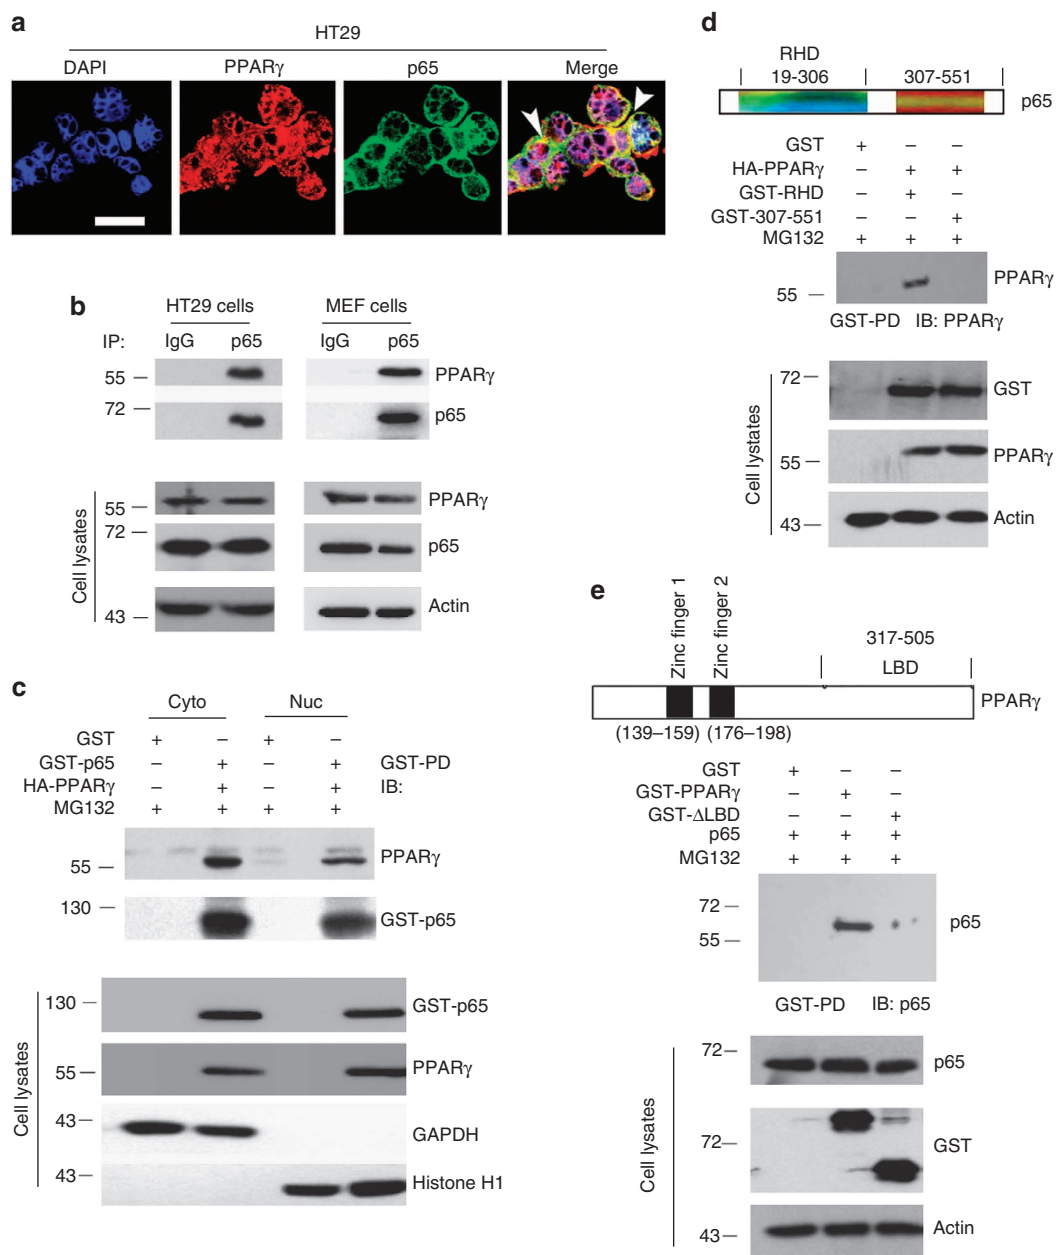 a
HT29
DAPI PPARγ p65 Merge
b
HT29 cells MEF cells
IP: IgG p65 IgG p65
55 — PPARγ
72 — p65
Cell lysates
55 — PPARγ
72 — p65
43 — Actin
c
Cyto Nuc
GST + – + –
GST-p65 – + – + GST-PD
HA-PPARγ – + – + IB:
MG132 + + + +
55 — PPARγ
130 — GST-p65
Cell lysates
130 — GST-p65
55 — PPARγ
43 — GAPDH
43 — Histone H1
d
RHD
19-306 307-551
p65
GST + – –
HA-PPARγ – + +
GST-RHD – + –
GST-307-551 – – +
MG132 + + +
55 — PPARγ
GST-PD IB: PPARγ
Cell lystates
72 — GST
55 — PPARγ
43 — Actin
e
Zinc finger 1
Zinc finger 2
317-505
LBD
PPARγ
(139–159) (176–198)
GST + – –
GST-PPARγ – + –
GST-ΔLBD – – +
p65 + + +
MG132 + + +
72 —
55 — p65
GST-PD IB: p65
Cell lysates
72 — p65
72 — GST
43 — Actin